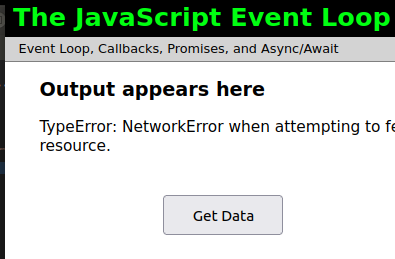 The JavaScript Event Loop
Event Loop, Callbacks, Promises, and Async/Await
Output appears here
TypeError: NetworkError when attempting to
resource.
Get Data